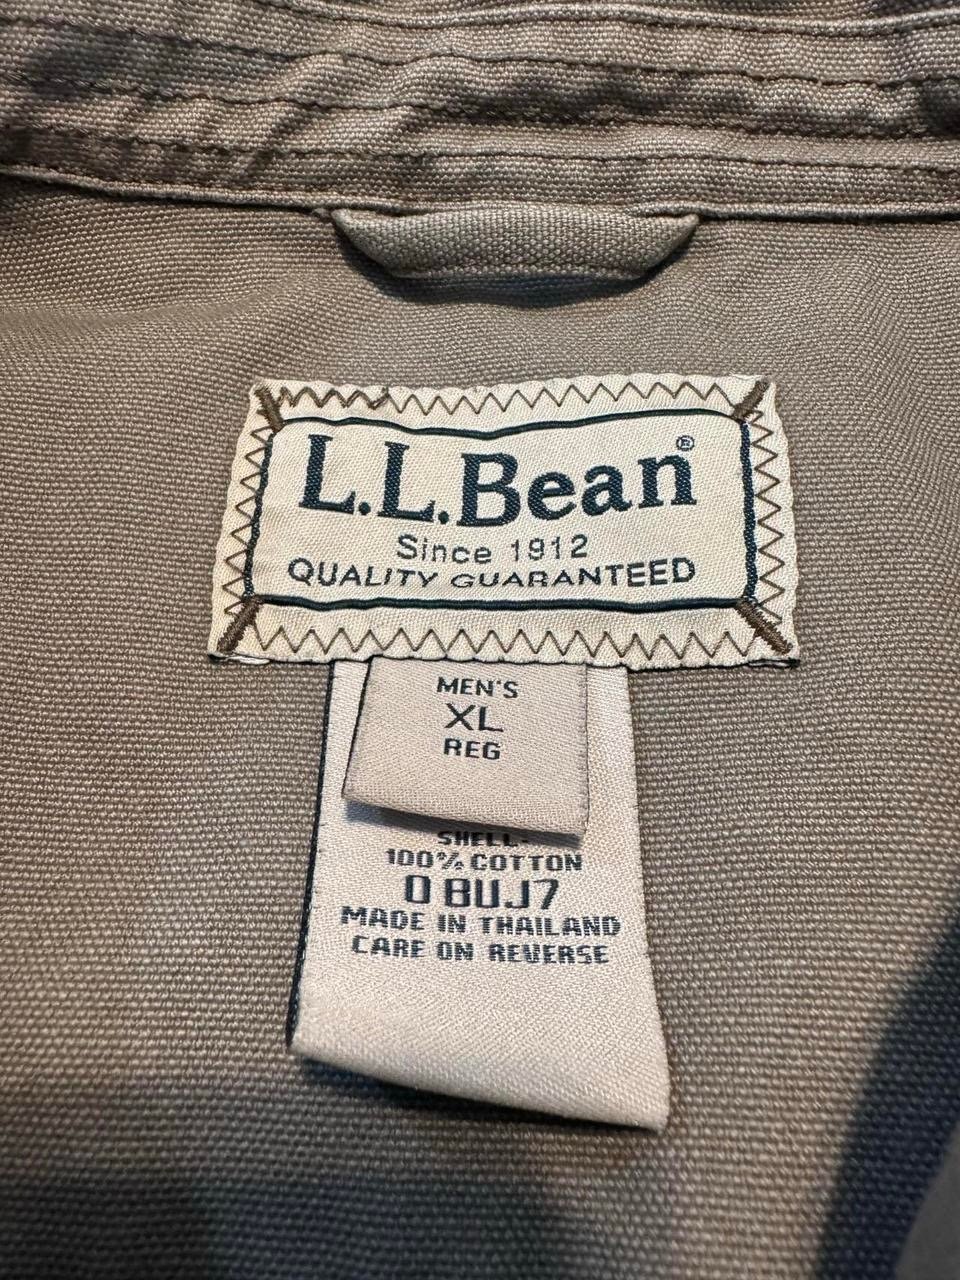 L.L.Bean®
Since 1912
QUALITY GUARANTEED
MEN'S
XL
REG
SHELL-
100% COTTON
0 BUJ7
MADE IN THAILAND
CARE ON REVERSE